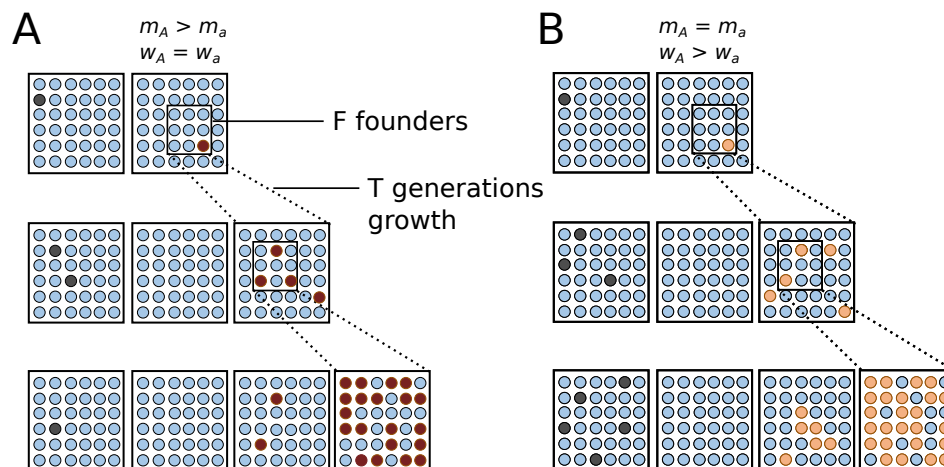 A
m_A > m_a
w_A = w_a
F founders
T generations
growth
B
m_A = m_a
w_A > w_a